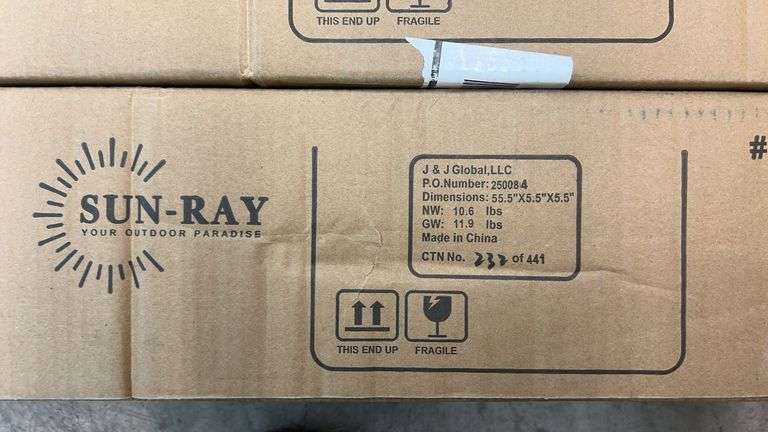 THIS END UP FRAGILE
SUN-RAY
YOUR OUTDOOR PARADISE
J & J Global,LLC
P.O.Number: 250084
Dimensions: 55.5"X5.5"X5.5"
NW: 10.6 lbs
GW: 11.9 lbs
Made in China
CTN No. 232 of 441
THIS END UP FRAGILE
#